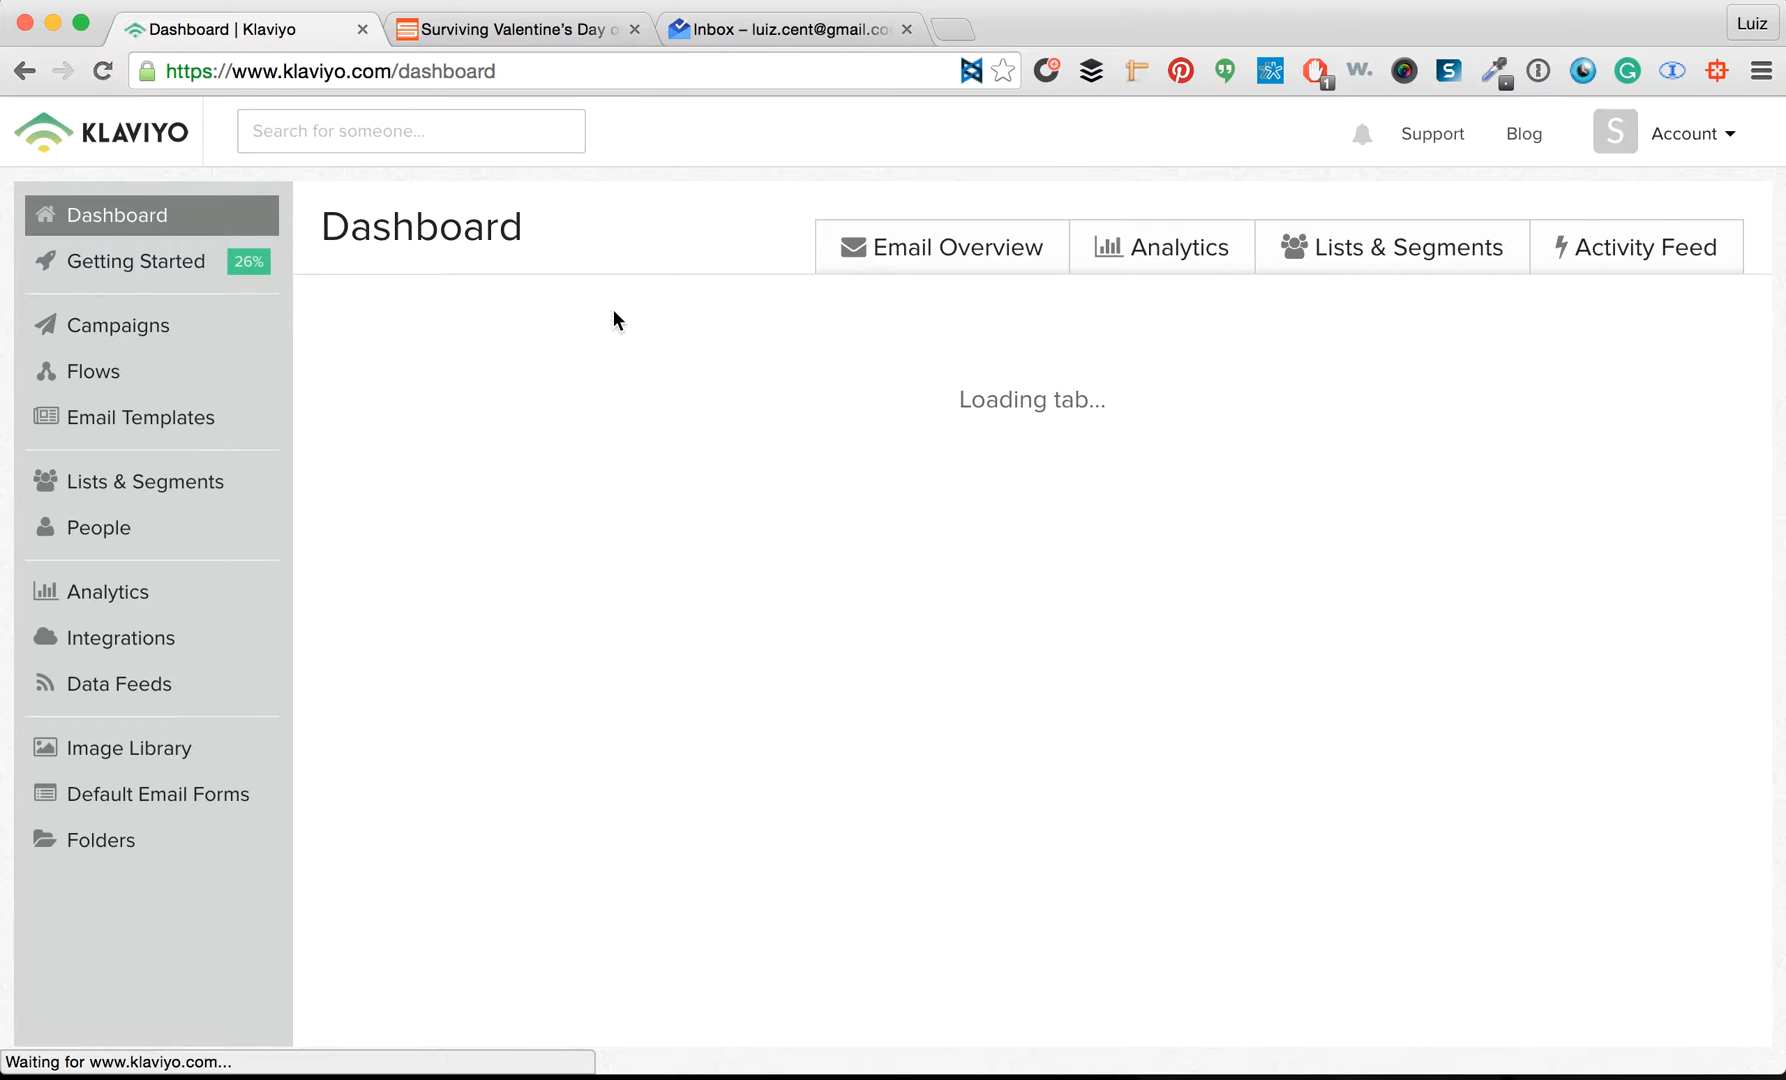 Dashboard | Klaviyo
Surviving Valentine's Day o
Inbox – luiz.cent@gmail.co
Luiz
https://www.klaviyo.com/dashboard
1
KLAVIYO
Search for someone...
Support
Blog
S
Account
Dashboard
Getting Started 26%
Campaigns
Flows
Email Templates
Lists & Segments
People
Analytics
Integrations
Data Feeds
Image Library
Default Email Forms
Folders
Dashboard
Email Overview
Analytics
Lists & Segments
Activity Feed
Loading tab...
Waiting for www.klaviyo.com...